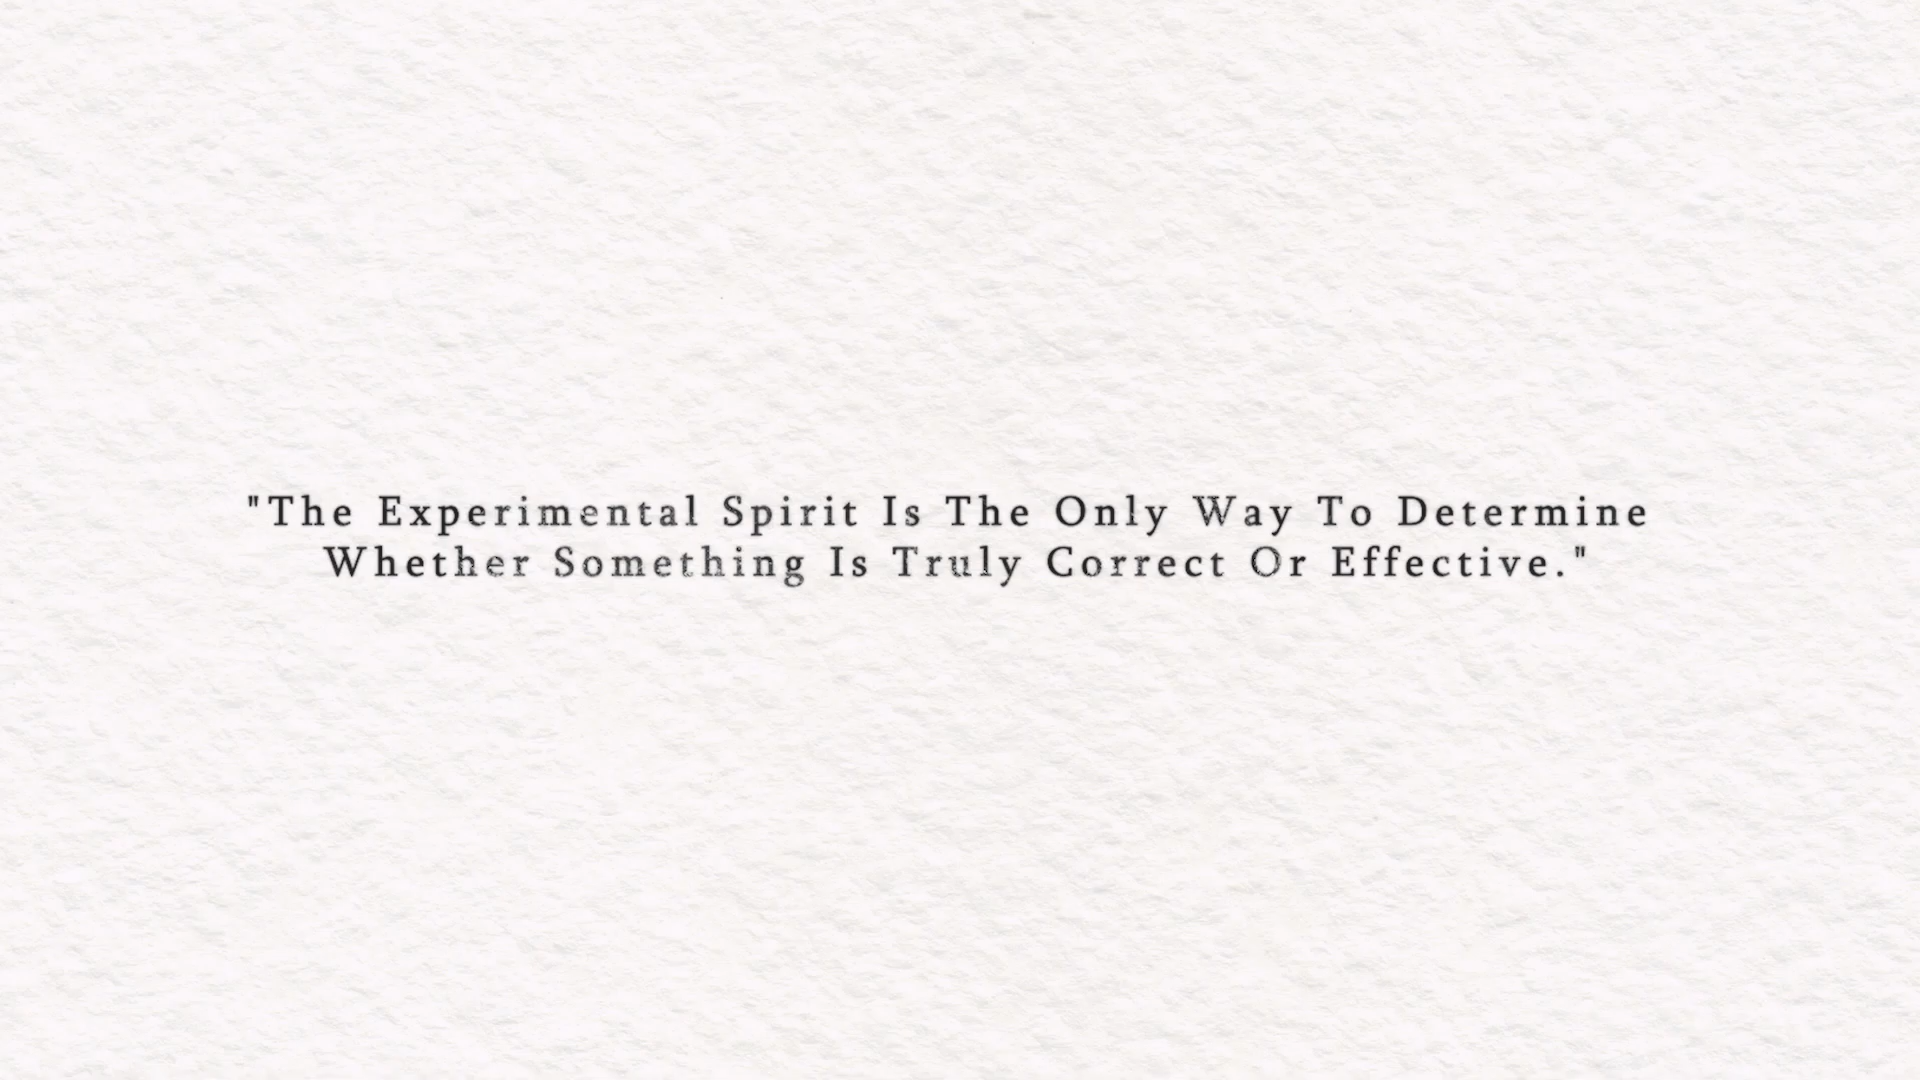 "The Experimental Spirit Is The Only Way To Determine
Whether Something Is Truly Correct Or Effective."